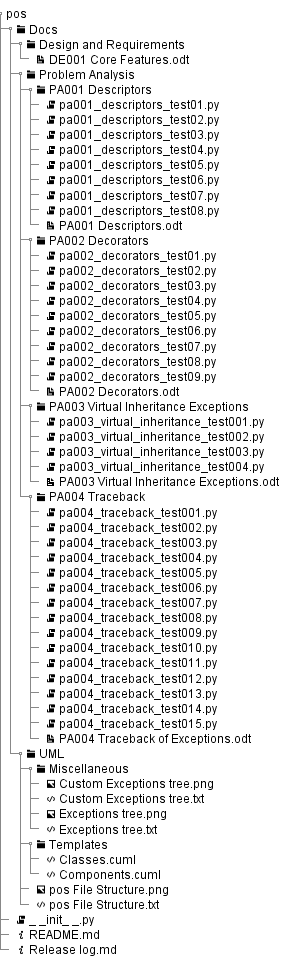 pos
Docs
Design and Requirements
DE001 Core Features.odt
Problem Analysis
PA001 Descriptors
pa001_descriptors_test01.py
pa001_descriptors_test02.py
pa001_descriptors_test03.py
pa001_descriptors_test04.py
pa001_descriptors_test05.py
pa001_descriptors_test06.py
pa001_descriptors_test07.py
pa001_descriptors_test08.py
PA001 Descriptors.odt
PA002 Decorators
pa002_decorators_test01.py
pa002_decorators_test02.py
pa002_decorators_test03.py
pa002_decorators_test04.py
pa002_decorators_test05.py
pa002_decorators_test06.py
pa002_decorators_test07.py
pa002_decorators_test08.py
pa002_decorators_test09.py
PA002 Decorators.odt
PA003 Virtual Inheritance Exceptions
pa003_virtual_inheritance_test001.py
pa003_virtual_inheritance_test002.py
pa003_virtual_inheritance_test003.py
pa003_virtual_inheritance_test004.py
PA003 Virtual Inheritance Exceptions.odt
PA004 Traceback
pa004_traceback_test001.py
pa004_traceback_test002.py
pa004_traceback_test003.py
pa004_traceback_test004.py
pa004_traceback_test005.py
pa004_traceback_test006.py
pa004_traceback_test007.py
pa004_traceback_test008.py
pa004_traceback_test009.py
pa004_traceback_test010.py
pa004_traceback_test011.py
pa004_traceback_test012.py
pa004_traceback_test013.py
pa004_traceback_test014.py
pa004_traceback_test015.py
PA004 Traceback of Exceptions.odt
UML
Miscellaneous
Custom Exceptions tree.png
Custom Exceptions tree.txt
Exceptions tree.png
Exceptions tree.txt
Templates
Classes.cuml
Components.cuml
pos File Structure.png
pos File Structure.txt
_ _init_ _.py
README.md
Release log.md